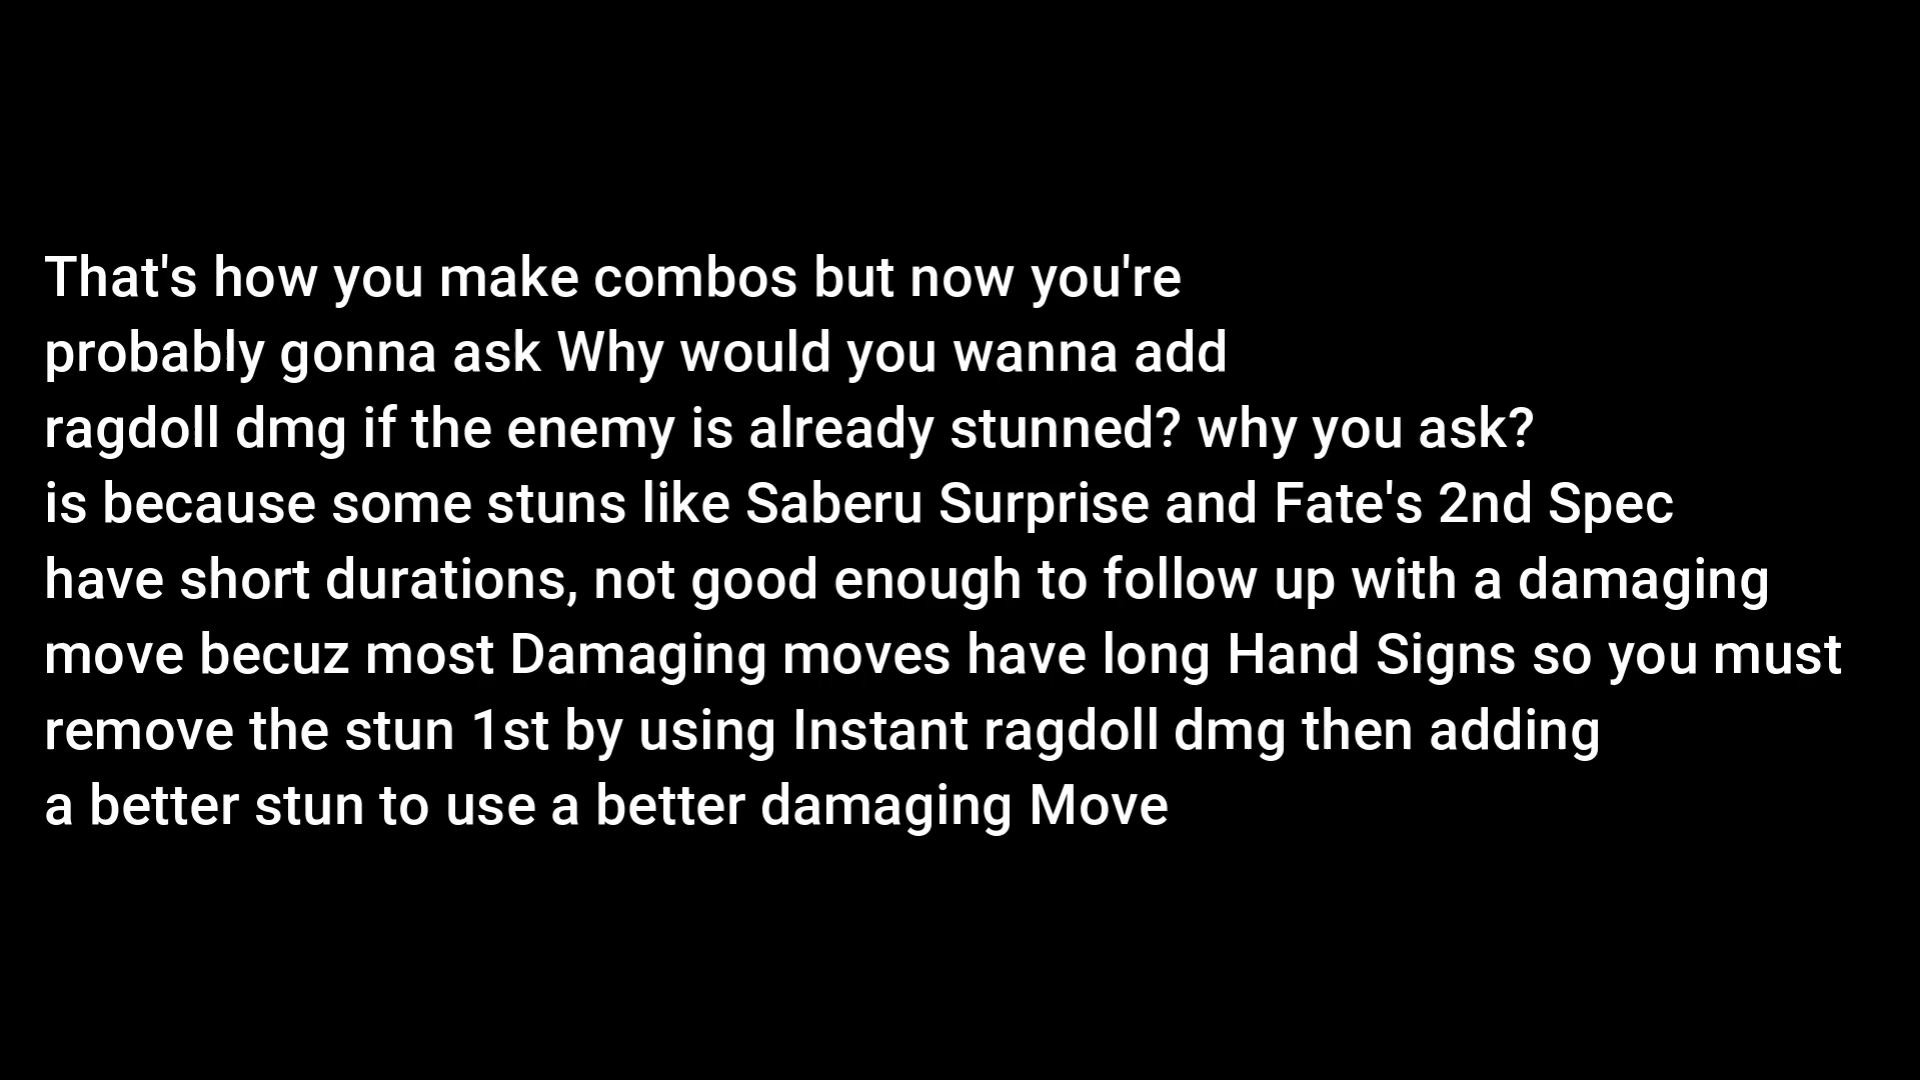 That's how you make combos but now you're
probably gonna ask Why would you wanna add
ragdoll dmg if the enemy is already stunned? why you ask?
is because some stuns like Saberu Surprise and Fate's 2nd Spec
have short durations, not good enough to follow up with a damaging
move becuz most Damaging moves have long Hand Signs so you must
remove the stun 1st by using Instant ragdoll dmg then adding
a better stun to use a better damaging Move